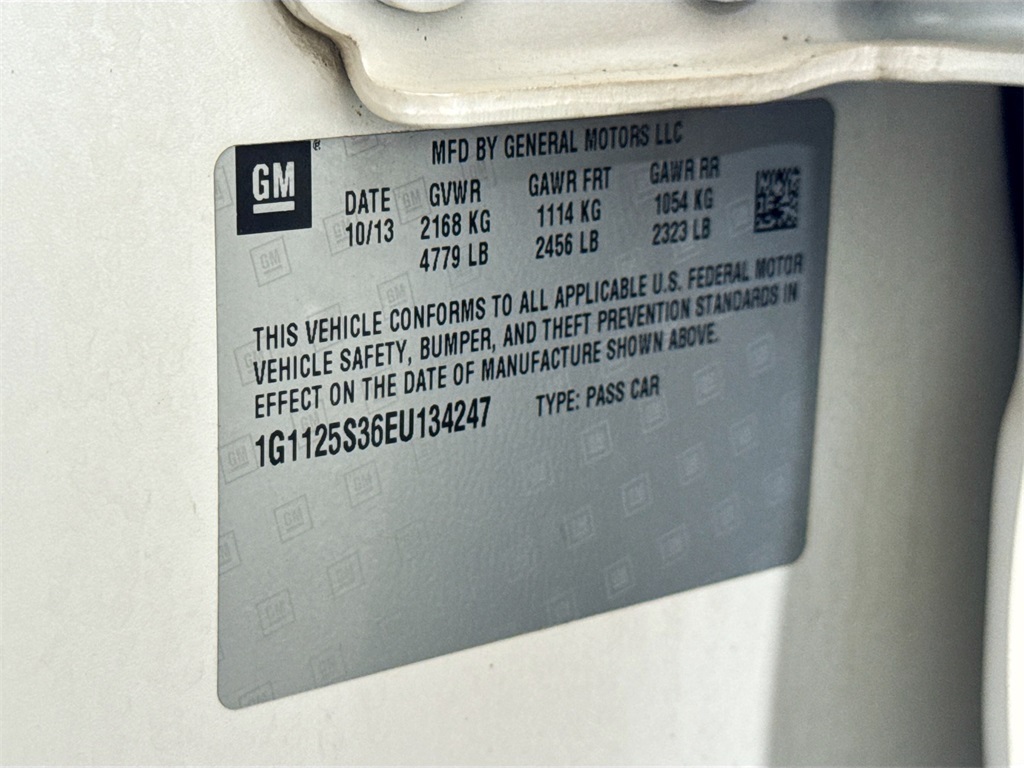 GM®
MFD BY GENERAL MOTORS LLC
DATE GVWR GAWR FRT GAWR RR
10/13 2168 KG 1114 KG 1054 KG
4779 LB 2456 LB 2323 LB
THIS VEHICLE CONFORMS TO ALL APPLICABLE U.S. FEDERAL MOTOR
VEHICLE SAFETY, BUMPER, AND THEFT PREVENTION STANDARDS IN
EFFECT ON THE DATE OF MANUFACTURE SHOWN ABOVE.
1G1125S36EU134247 TYPE: PASS CAR